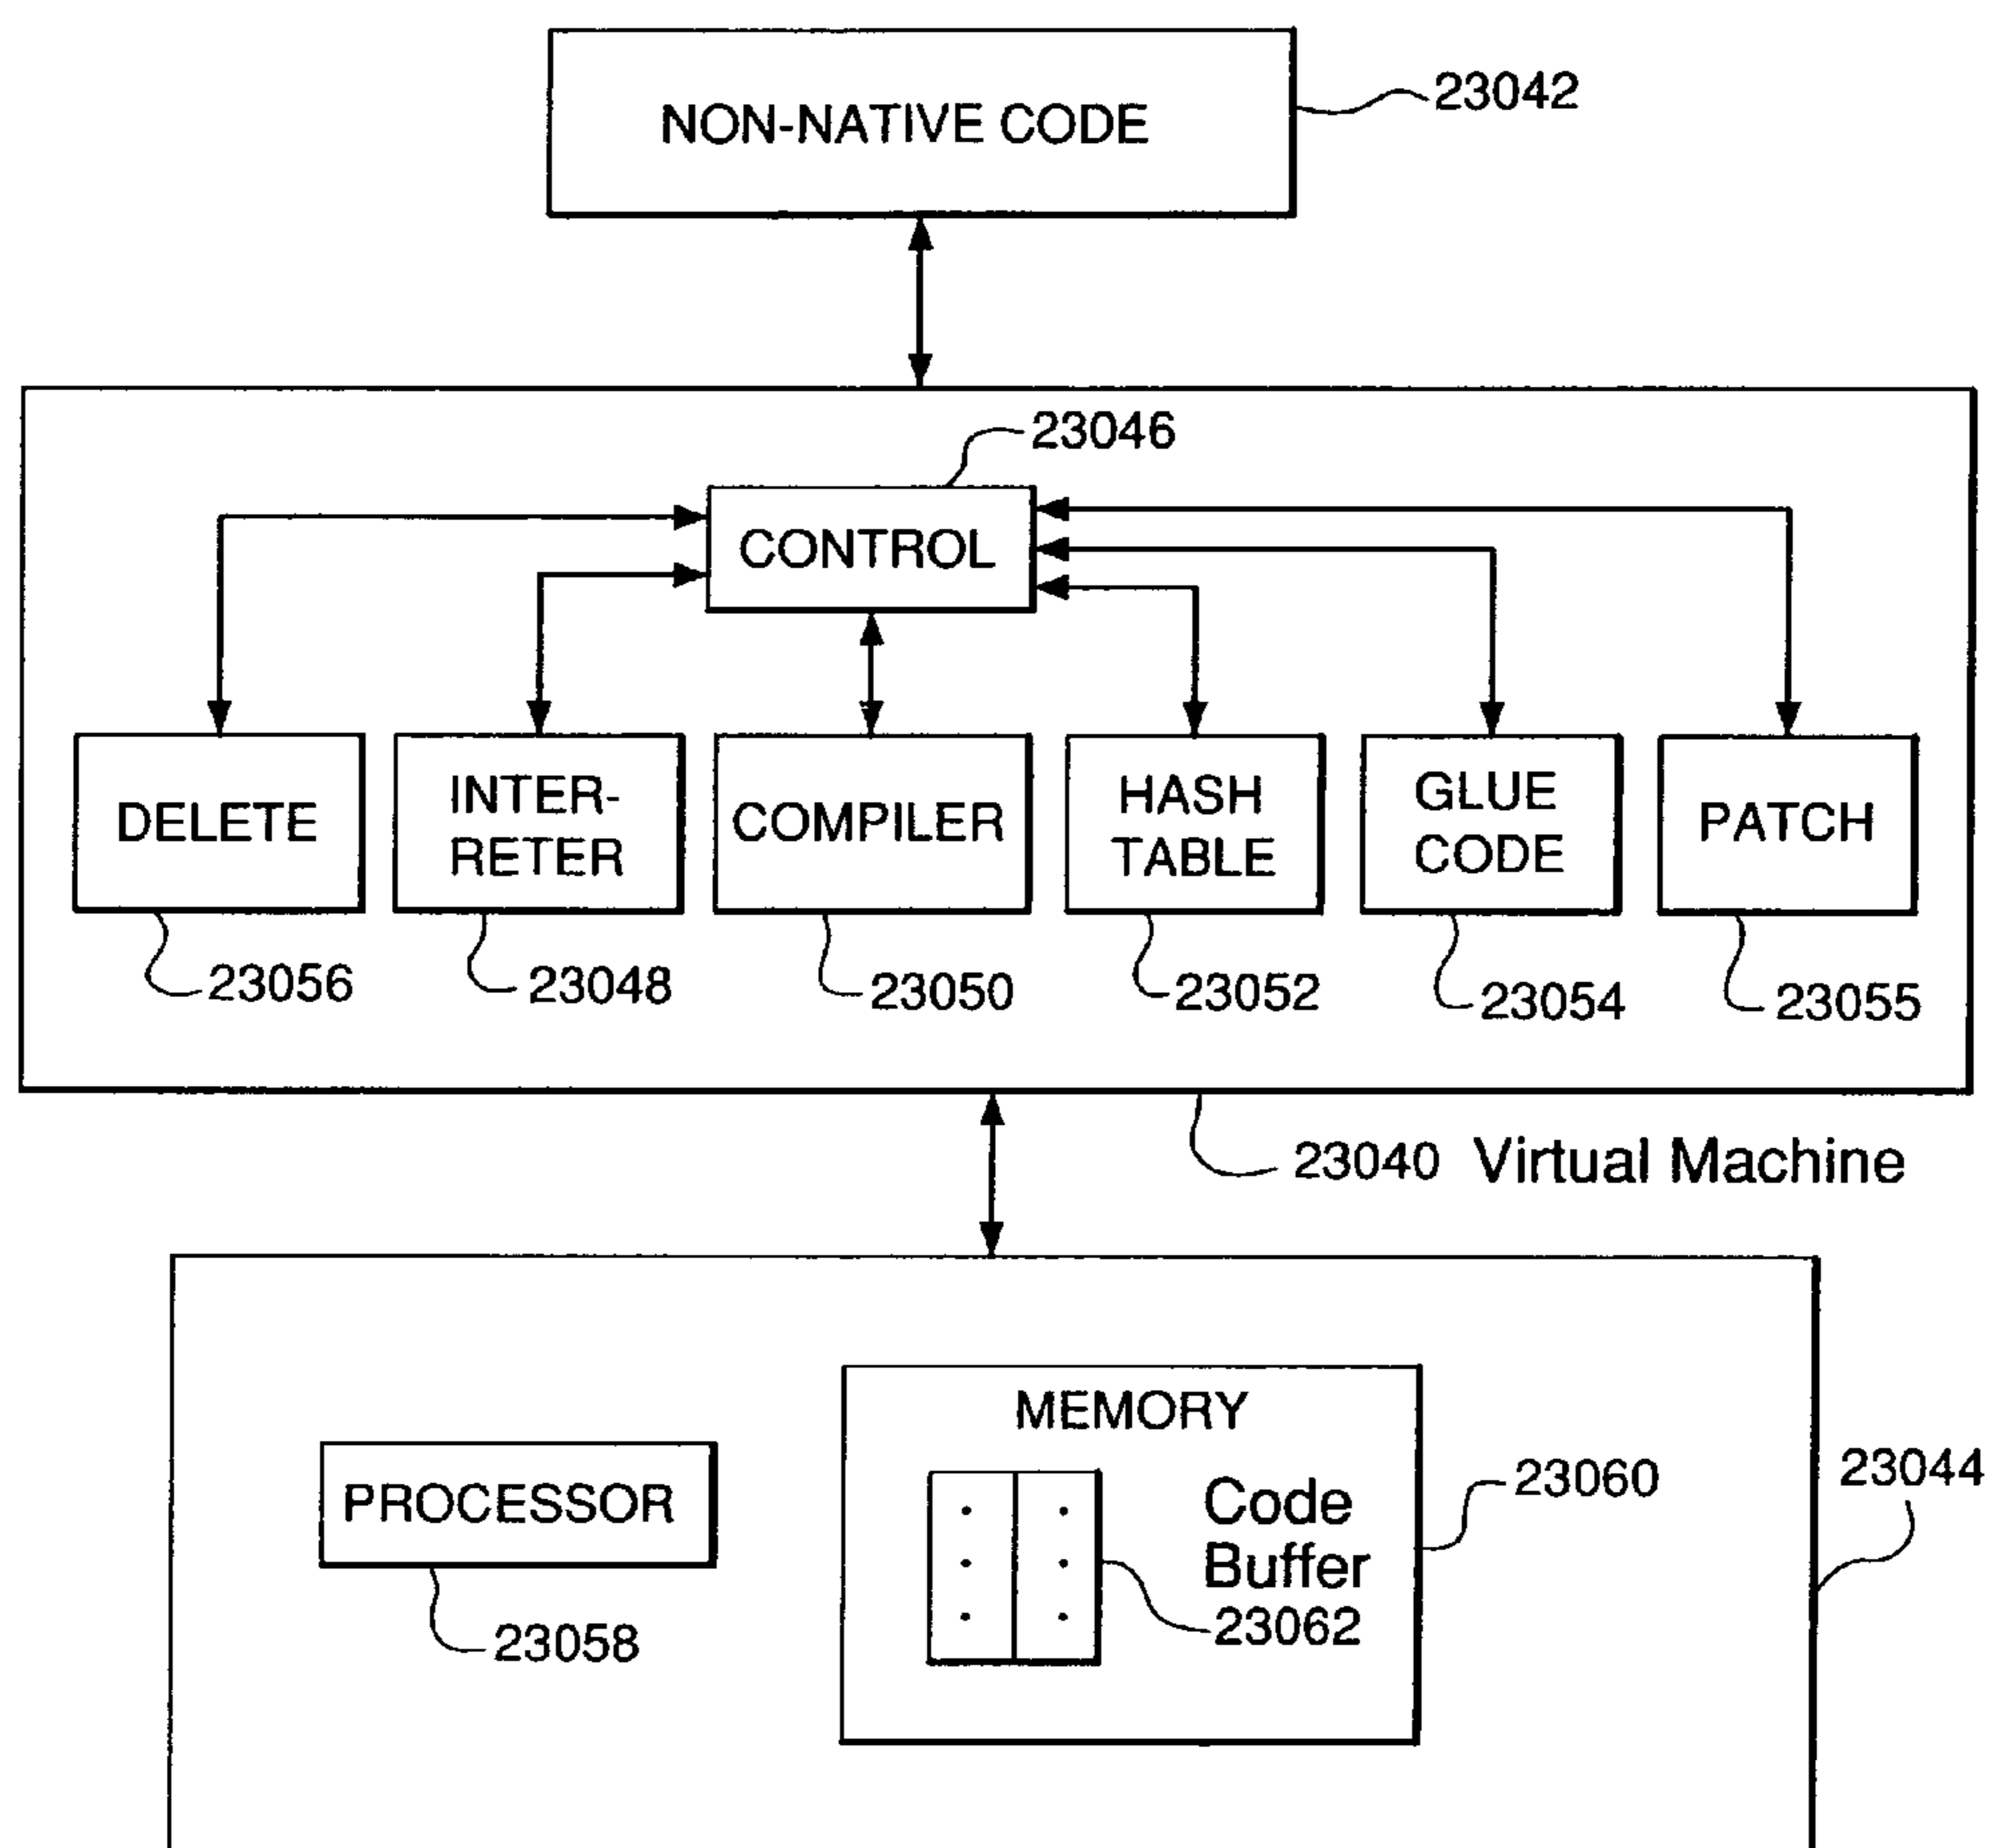 NON-NATIVE CODE
23042
23046
CONTROL
DELETE
INTER-
RETER
COMPILER
HASH
TABLE
GLUE
CODE
PATCH
23056
23048
23050
23052
23054
23055
23040 Virtual Machine
MEMORY
PROCESSOR
Code
Buffer
23062
23060
23044
23058